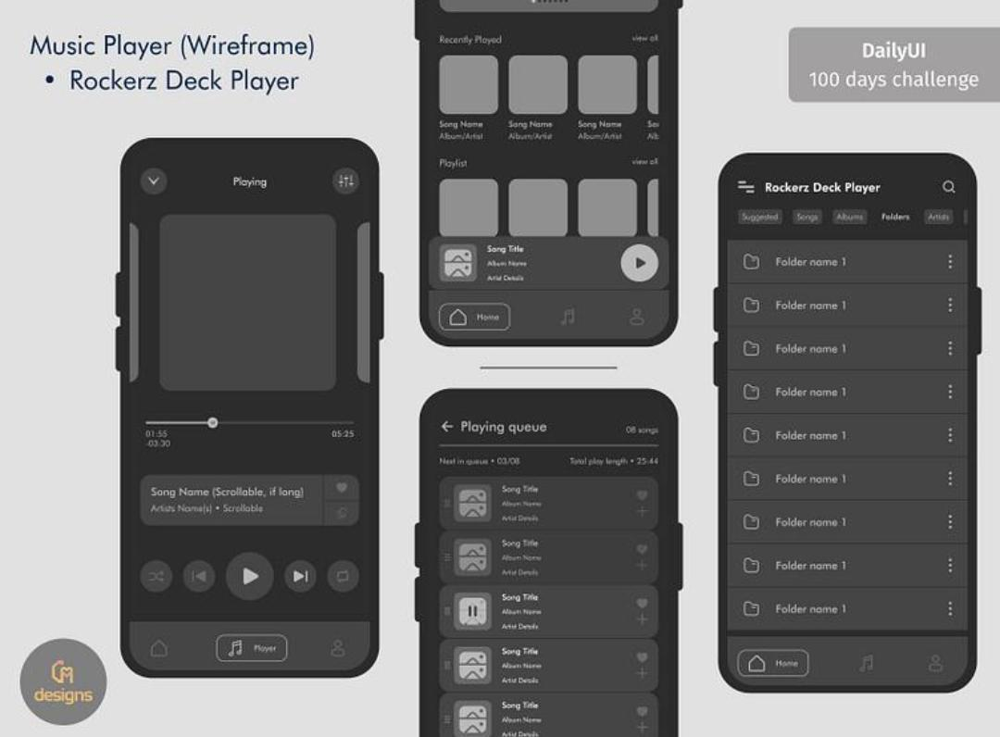 Music Player (Wireframe)
• Rockerz Deck Player
DailyUI
100 days challenge
Playing
01:55
05:25
-03:30
Song Name (Scrollable, if long)
Artists Name(s) • Scrollable
Player
CM
designs
Recently Played
view all
Song Name
Song Name
Song Name
Album/Artist
Album/Artist
Album/Artist
Playlist
view all
Song Title
Album Name
Artist Details
Home
Playing queue
08 songs
Next in queue • 03/08
Total play length • 25:44
Song Title
Album Name
Artist Details
Song Title
Album Name
Artist Details
Song Title
Album Name
Artist Details
Song Title
Album Name
Artist Details
Song Title
Album Name
Artist Details
Rockerz Deck Player
Suggested
Songs
Albums
Folders
Artists
Folder name 1
Folder name 1
Folder name 1
Folder name 1
Folder name 1
Folder name 1
Folder name 1
Folder name 1
Folder name 1
Home